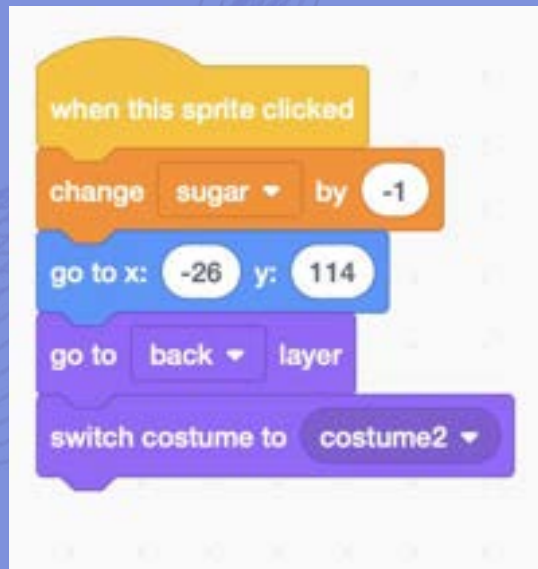 when this sprite clicked
change sugar by -1
go to x: -26 y: 114
go to back layer
switch costume to costume2